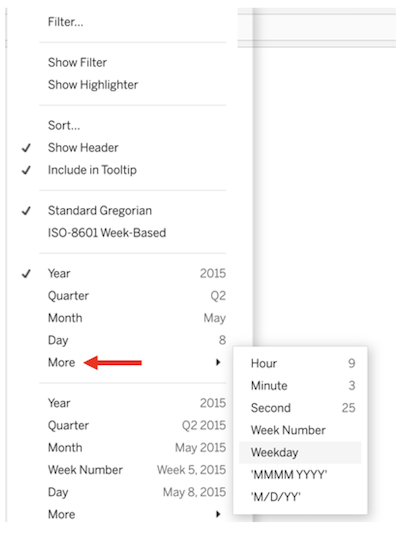 Filter...
Show Filter
Show Highlighter
Sort...
Show Header
Include in Tooltip
Standard Gregorian
ISO-8601 Week-Based
Year 2015
Quarter Q2
Month May
Day 8
More
Hour 9
Minute 3
Second 25
Week Number
Weekday
'MMMM YYYY'
'M/D/YY'
Year 2015
Quarter Q2 2015
Month May 2015
Week Number Week 5, 2015
Day May 8, 2015
More